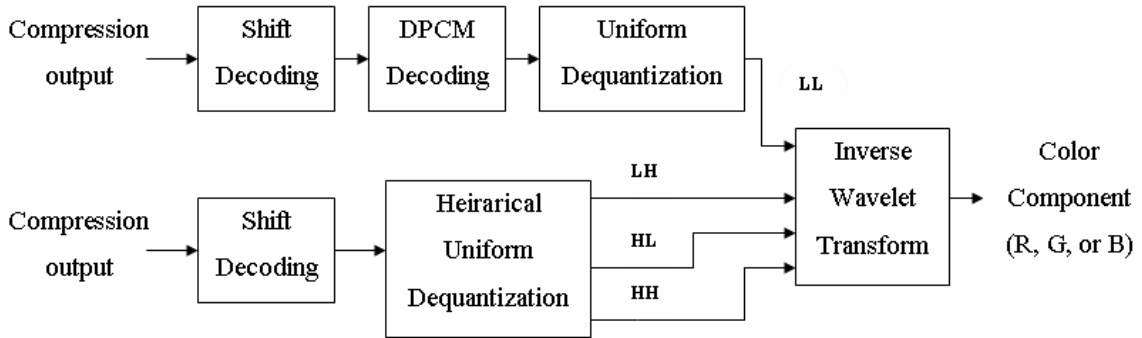 Compression
output
Shift
Decoding
DPCM
Decoding
Uniform
Dequantization
LL
Compression
output
Shift
Decoding
Heirarical
Uniform
Dequantization
LH
HL
HH
Inverse
Wavelet
Transform
Color
Component
(R, G, or B)